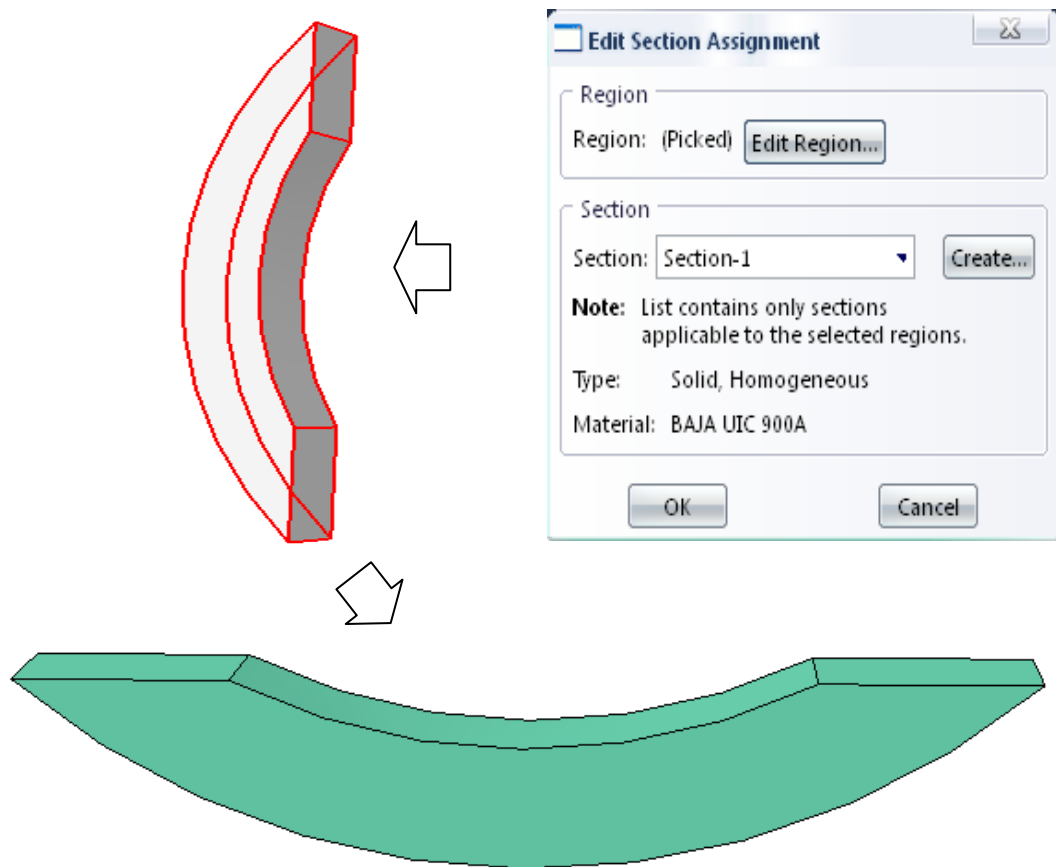 Edit Section Assignment
Region
Region: (Picked) Edit Region...
Section
Section: Section-1 Create...
Note: List contains only sections
applicable to the selected regions.
Type: Solid, Homogeneous
Material: BAJA UIC 900A
OK Cancel